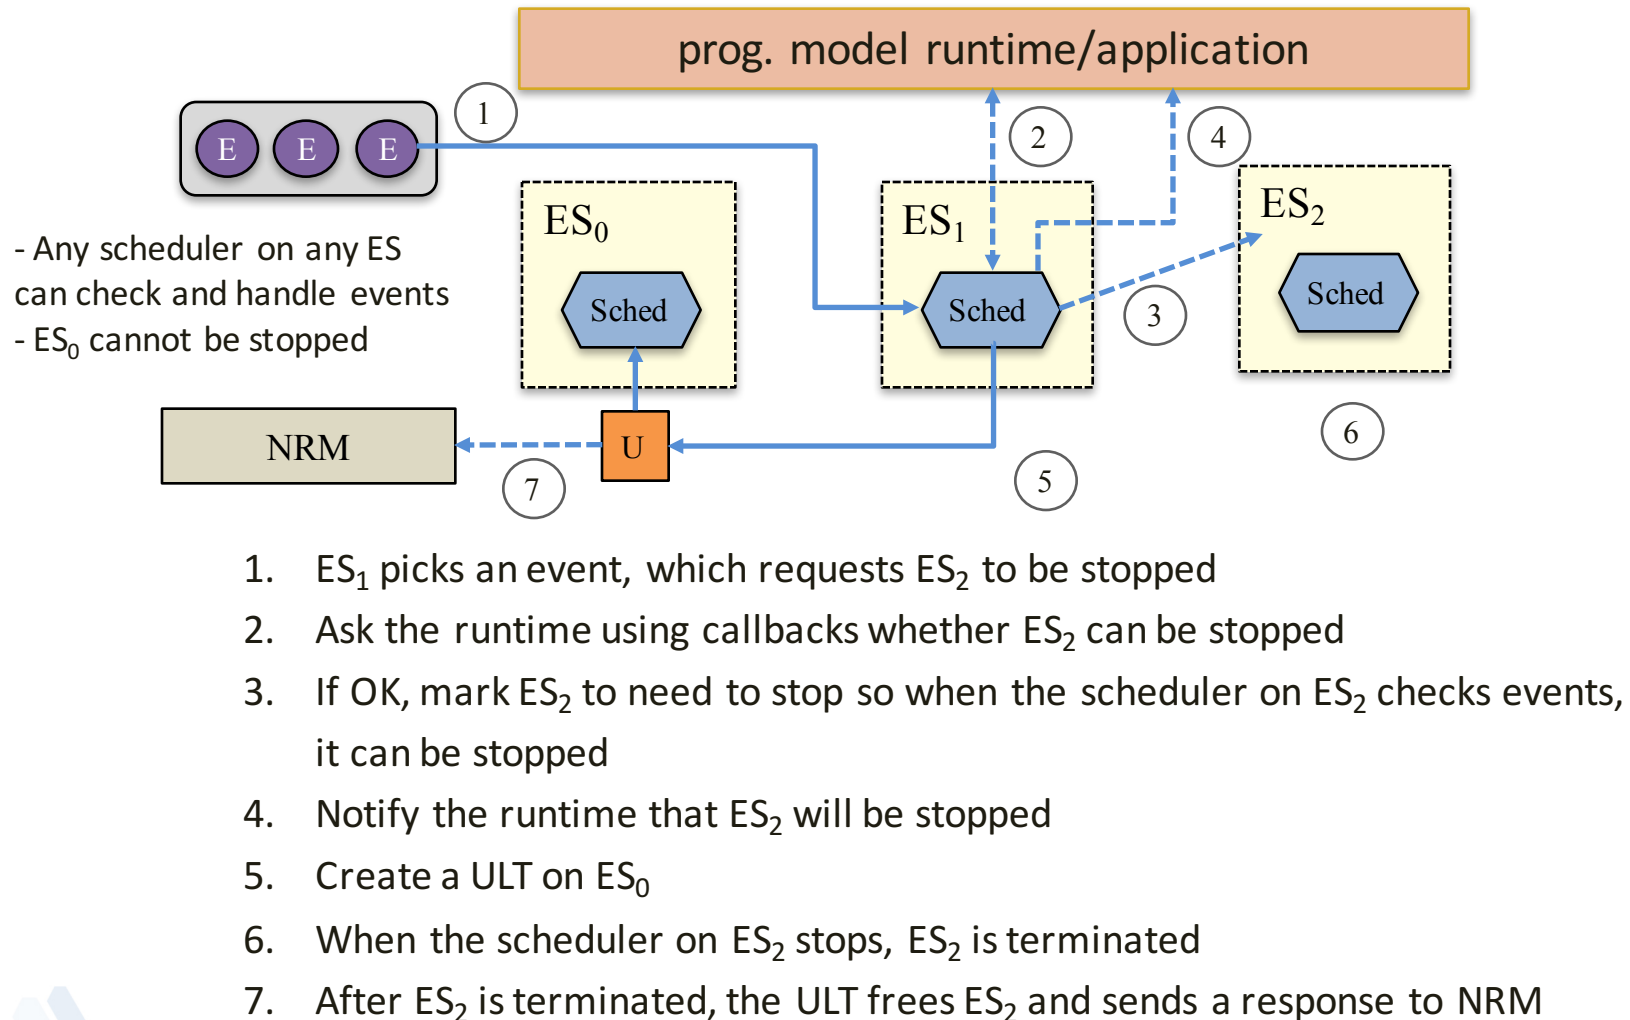 prog. model runtime/application
1
E E E
2
4
ES₀
ES₁
ES₂
- Any scheduler on any ES
can check and handle events
- ES₀ cannot be stopped
Sched
Sched
Sched
3
NRM
U
6
7
5
1. ES₁ picks an event, which requests ES₂ to be stopped
2. Ask the runtime using callbacks whether ES₂ can be stopped
3. If OK, mark ES₂ to need to stop so when the scheduler on ES₂ checks events,
it can be stopped
4. Notify the runtime that ES₂ will be stopped
5. Create a ULT on ES₀
6. When the scheduler on ES₂ stops, ES₂ is terminated
7. After ES₂ is terminated, the ULT frees ES₂ and sends a response to NRM